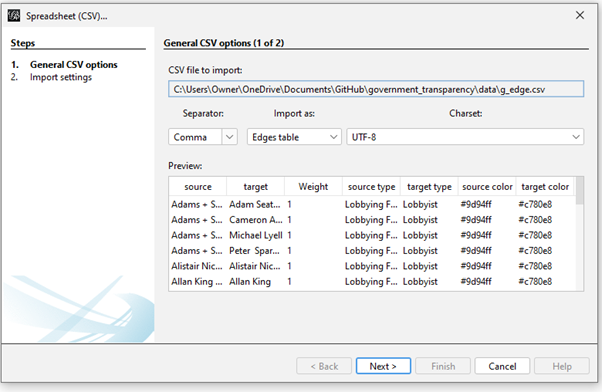 Spreadsheet (CSV)...
Steps
1. General CSV options
2. Import settings
General CSV options (1 of 2)
CSV file to import:
C:\Users\Owner\OneDrive\Documents\GitHub\government_transparency\data\g_edge.csv
Separator: Import as: Charset:
Comma Edges table UTF-8
Preview:
source target Weight source type target type source color target color
Adams + S... Adam Seat... 1 Lobbying F... Lobbyist #9d94ff #c780e8
Adams + S... Cameron A... 1 Lobbying F... Lobbyist #9d94ff #c780e8
Adams + S... Michael Lyell 1 Lobbying F... Lobbyist #9d94ff #c780e8
Adams + S... Peter Spar... 1 Lobbying F... Lobbyist #9d94ff #c780e8
Alistair Nic... Alistair Nic... 1 Lobbying F... Lobbyist #9d94ff #c780e8
Allan King ... Allan King 1 Lobbying F... Lobbyist #9d94ff #c780e8
< Back Next > Finish Cancel Help